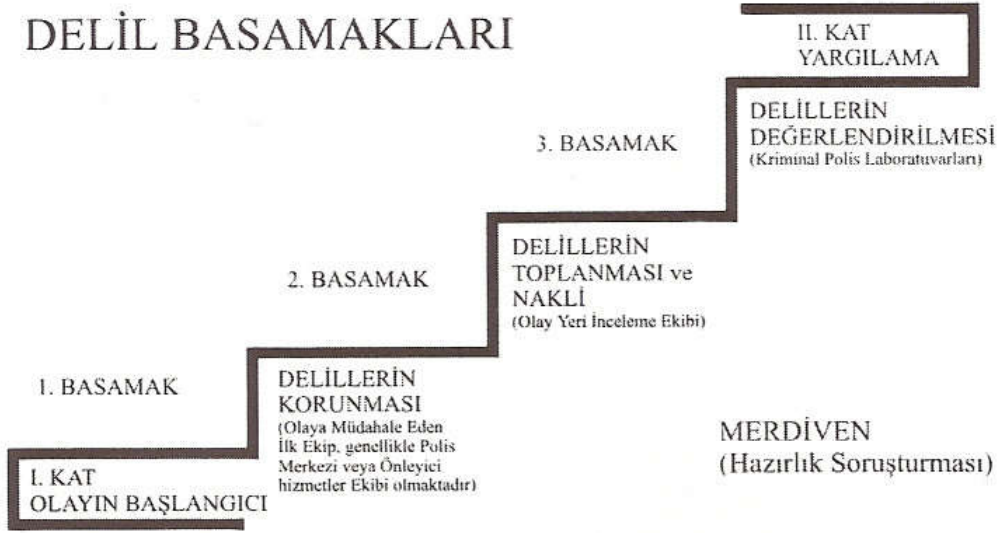 DELİL BASAMAKLARI
II. KAT
YARGILAMA
DELİLLERİN
DEĞERLENDİRİLMESİ
(Kriminal Polis Laboratuvarları)
3. BASAMAK
DELİLLERİN
TOPLANMASI ve
NAKLİ
(Olay Yeri İnceleme Ekibi)
2. BASAMAK
1. BASAMAK
DELİLLERİN
KORUNMASI
(Olaya Müdahale Eden
İlk Ekip, genellikle Polis
Merkezi veya Önleyici
hizmetler Ekibi olmaktadır)
I. KAT
OLAYIN BAŞLANGICI
MERDİVEN
(Hazırlık Soruşturması)